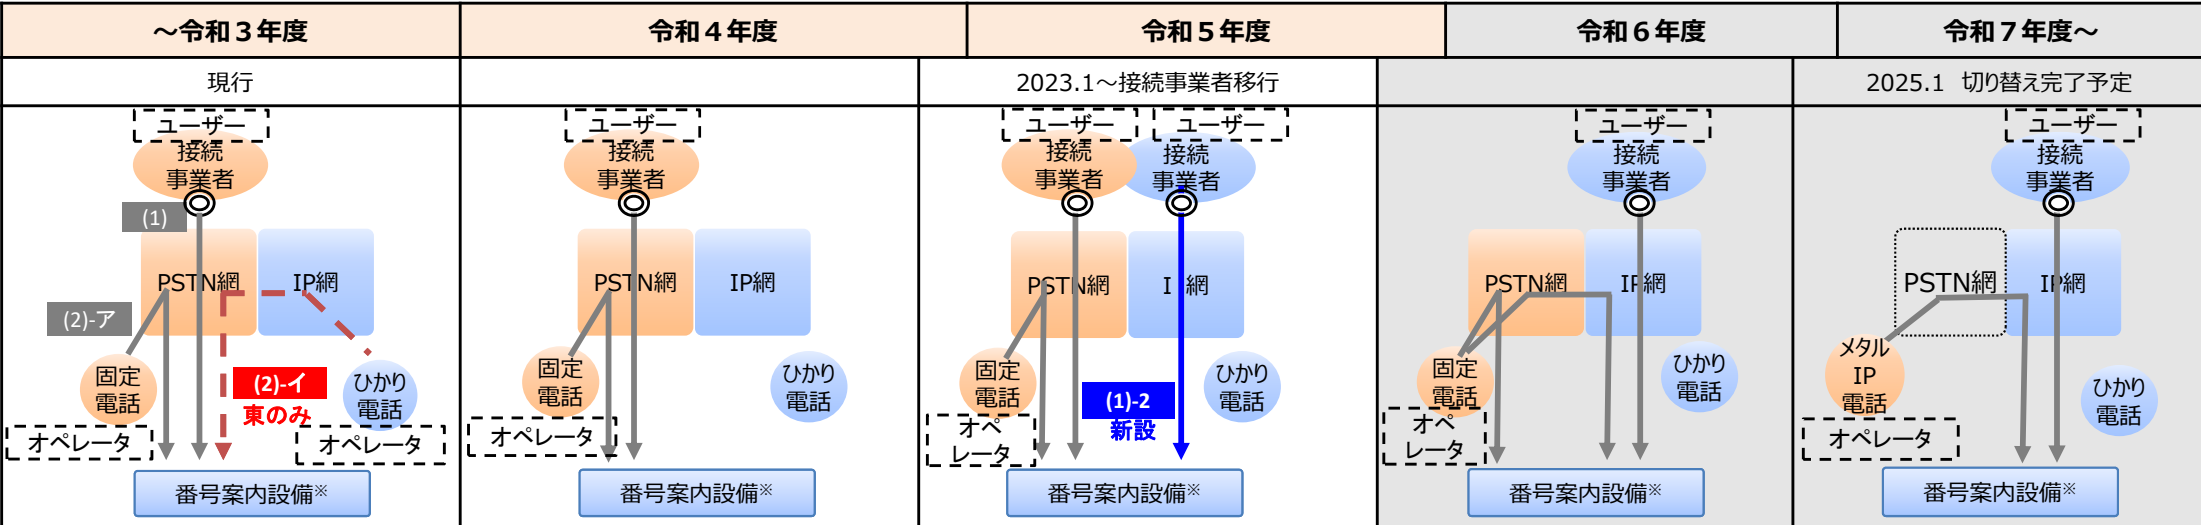 ～令和３年度
令和４年度
令和５年度
令和６年度
令和７年度～
現行
2023.1～接続事業者移行
2025.1 切り替え完了予定
ユーザー
接続
事業者
(1)
PSTN網
IP網
(2)-ア
固定
電話
(2)-イ
東のみ
ひかり
電話
オペレータ
オペレータ
番号案内設備※
ユーザー
接続
事業者
PSTN網
IP網
固定
電話
ひかり
電話
オペレータ
番号案内設備※
ユーザー
ユーザー
接続
事業者
接続
事業者
PSTN網
IP網
固定
電話
(1)-2
新設
ひかり
電話
オペ
レータ
番号案内設備※
ユーザー
接続
事業者
PSTN網
IP網
固定
電話
ひかり
電話
オペ
レータ
番号案内設備※
ユーザー
接続
事業者
PSTN網
IP網
メタル
IP
電話
ひかり
電話
オペレータ
番号案内設備※